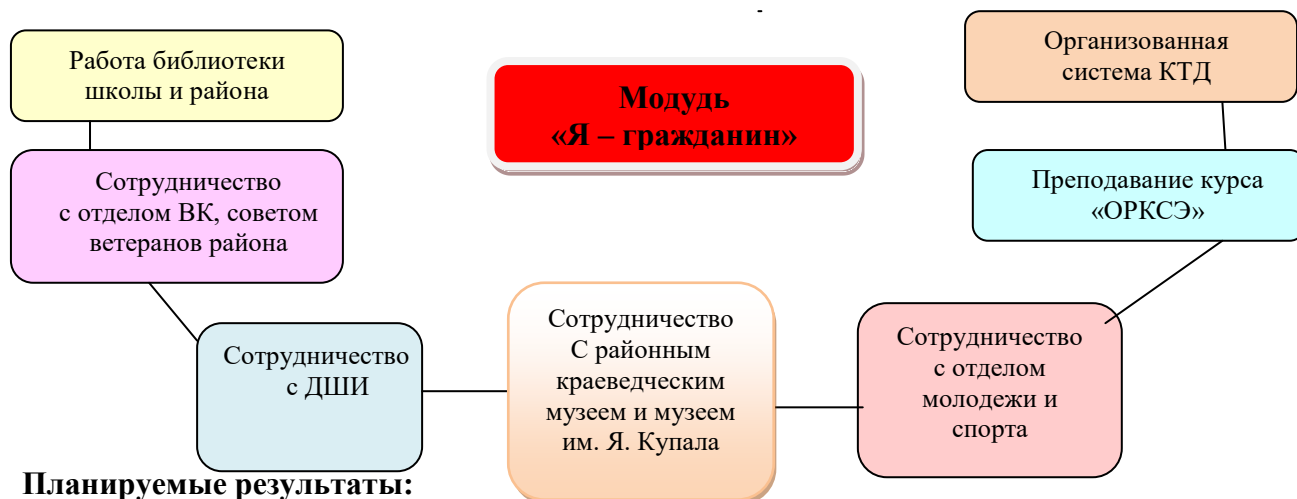 Модудь
«Я – гражданин»
Работа библиотеки
школы и района
Сотрудничество
с отделом ВК, советом
ветеранов района
Сотрудничество
с ДШИ
Сотрудничество
С районным
краеведческим
музеем и музеем
им. Я. Купала
Сотрудничество
с отделом
молодежи и
спорта
Преподавание курса
«ОРКСЭ»
Организованная
система КТД
Планируемые результаты: